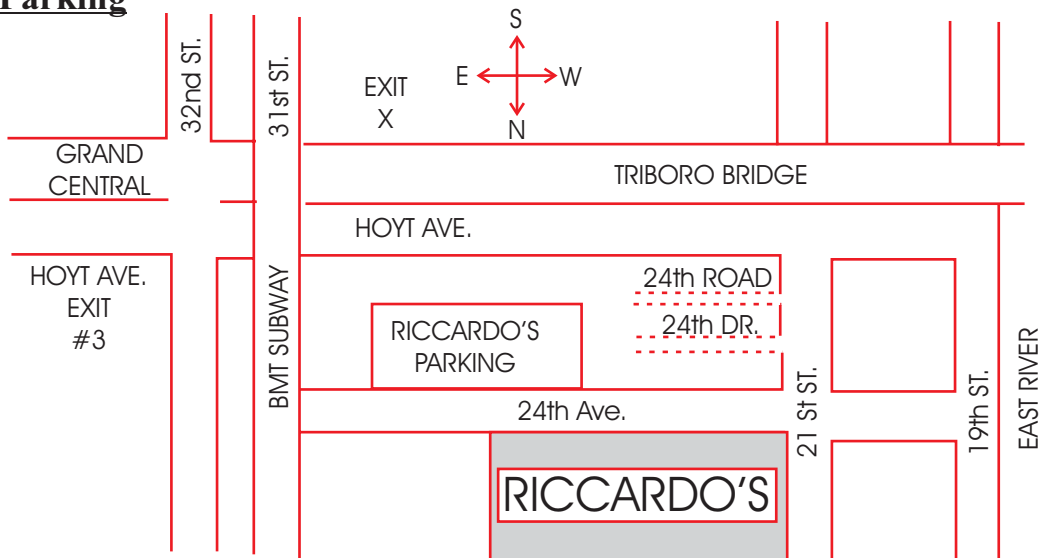 Parking
S
E W
N
32nd ST.
31st ST.
EXIT
X
GRAND
CENTRAL
TRIBORO BRIDGE
HOYT AVE.
HOYT AVE.
EXIT
#3
BMT SUBWAY
24th ROAD
24th DR.
RICCARDO'S
PARKING
24th Ave.
21 St ST.
19th ST.
EAST RIVER
RICCARDO'S